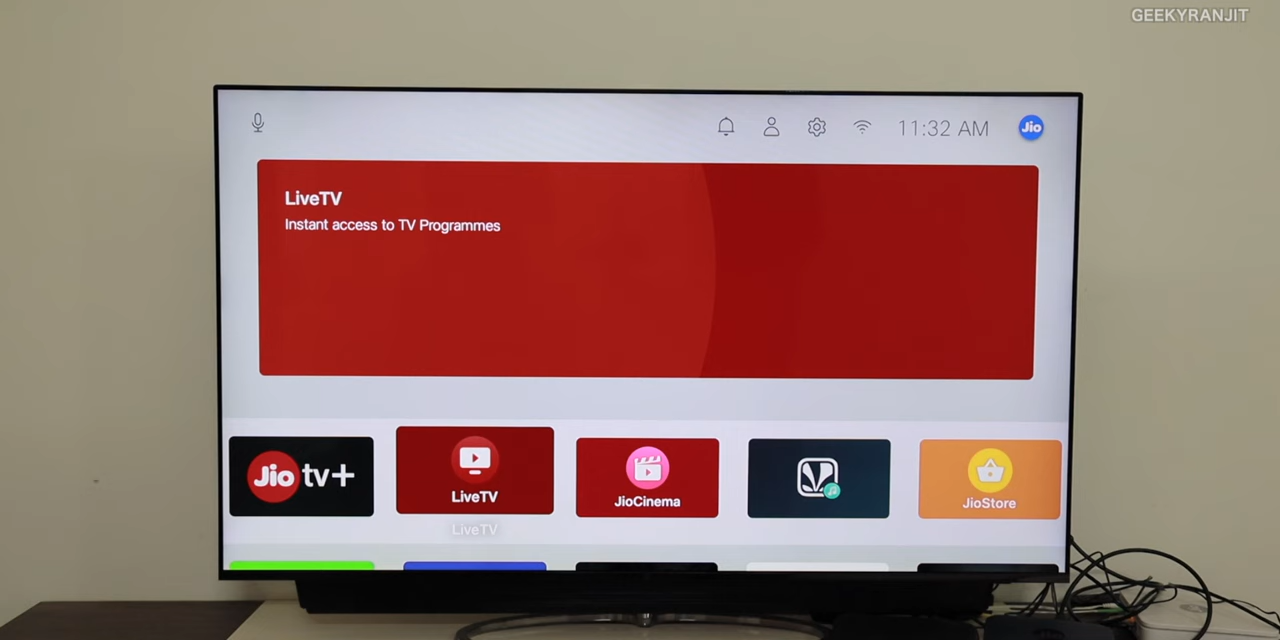 GEEKYRANJIT
11:32 AM
Jio
LiveTV
Instant access to TV Programmes
Jio tv+
LiveTV
JioCinema
JioStore
LiveTV